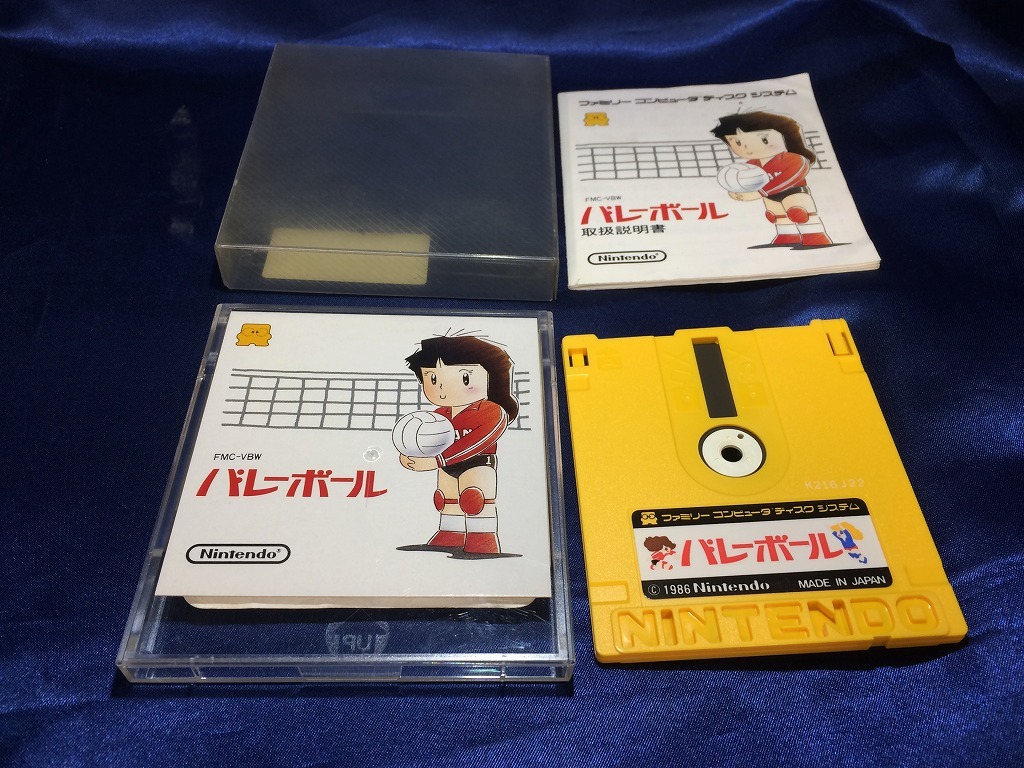 ファミリー コンピュータ ディスク システム
FMC-VBW
バレーボール
取扱説明書
Nintendo®
FMC-VBW
バレーボール
Nintendo®
K216J22
ファミリー コンピュータ ディスク システム
バレーボール
© 1986 Nintendo MADE IN JAPAN
NINTENDO